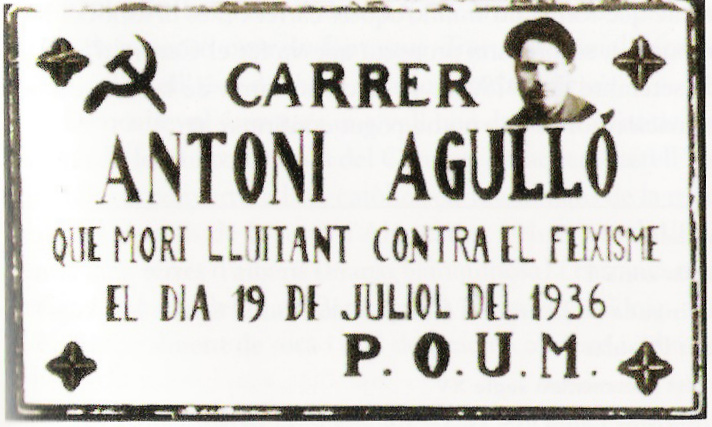 CARRER
ANTONI AGULLÓ
QUE MORI LLUITANT CONTRA EL FEIXISME
EL DIA 19 DE JULIOL DEL 1936
P.O.U.M.